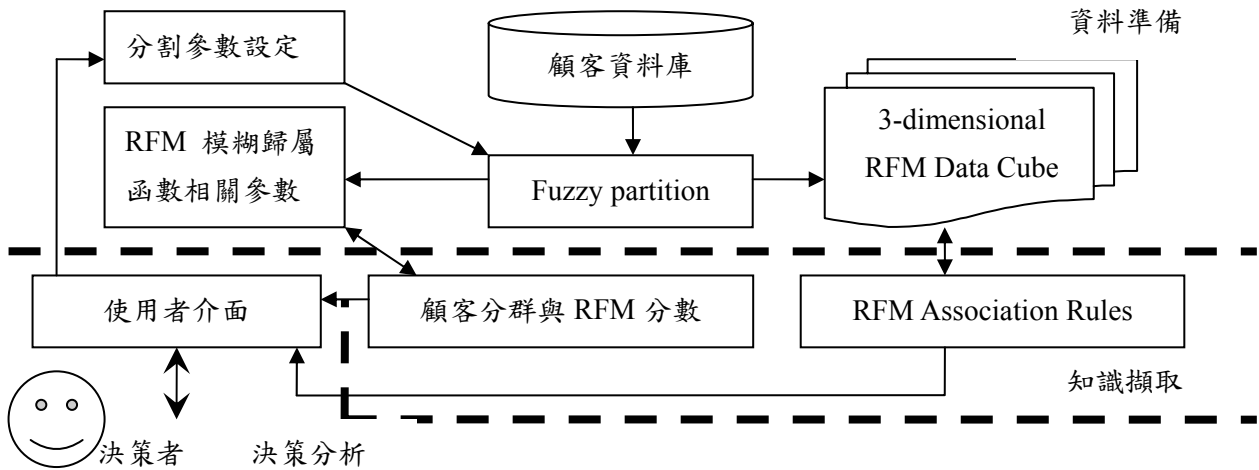 分割參數設定
顧客資料庫
資料準備
3-dimensional
RFM Data Cube
RFM 模糊歸屬
函數相關參數
Fuzzy partition
使用者介面
顧客分群與 RFM 分數
RFM Association Rules
知識擷取
決策者
決策分析